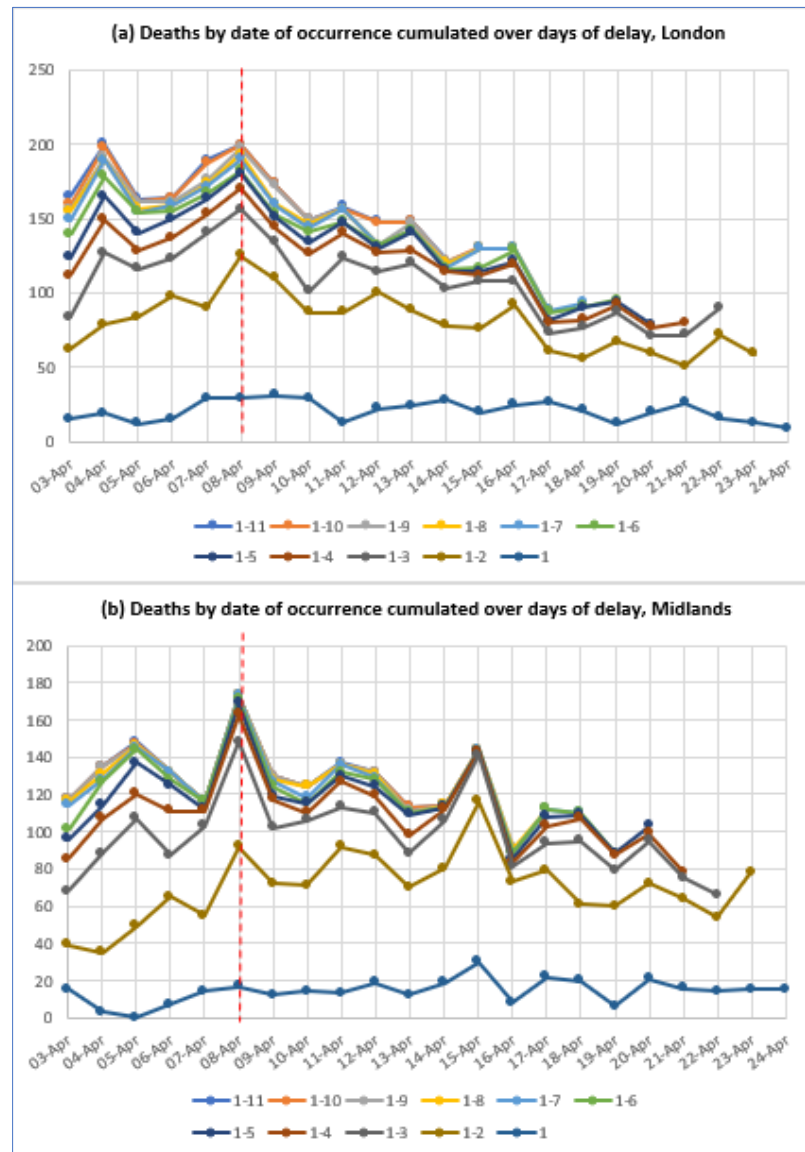 (a) Deaths by date of occurrence cumulated over days of delay, London
250
200
150
100
50
0
03-Apr 04-Apr 05-Apr 06-Apr 07-Apr 08-Apr 09-Apr 10-Apr 11-Apr 12-Apr 13-Apr 14-Apr 15-Apr 16-Apr 17-Apr 18-Apr 19-Apr 20-Apr 21-Apr 22-Apr 23-Apr 24-Apr
1-11 1-10 1-9 1-8 1-7 1-6
1-5 1-4 1-3 1-2 1
(b) Deaths by date of occurrence cumulated over days of delay, Midlands
200
180
160
140
120
100
80
60
40
20
0
03-Apr 04-Apr 05-Apr 06-Apr 07-Apr 08-Apr 09-Apr 10-Apr 11-Apr 12-Apr 13-Apr 14-Apr 15-Apr 16-Apr 17-Apr 18-Apr 19-Apr 20-Apr 21-Apr 22-Apr 23-Apr 24-Apr
1-11 1-10 1-9 1-8 1-7 1-6
1-5 1-4 1-3 1-2 1